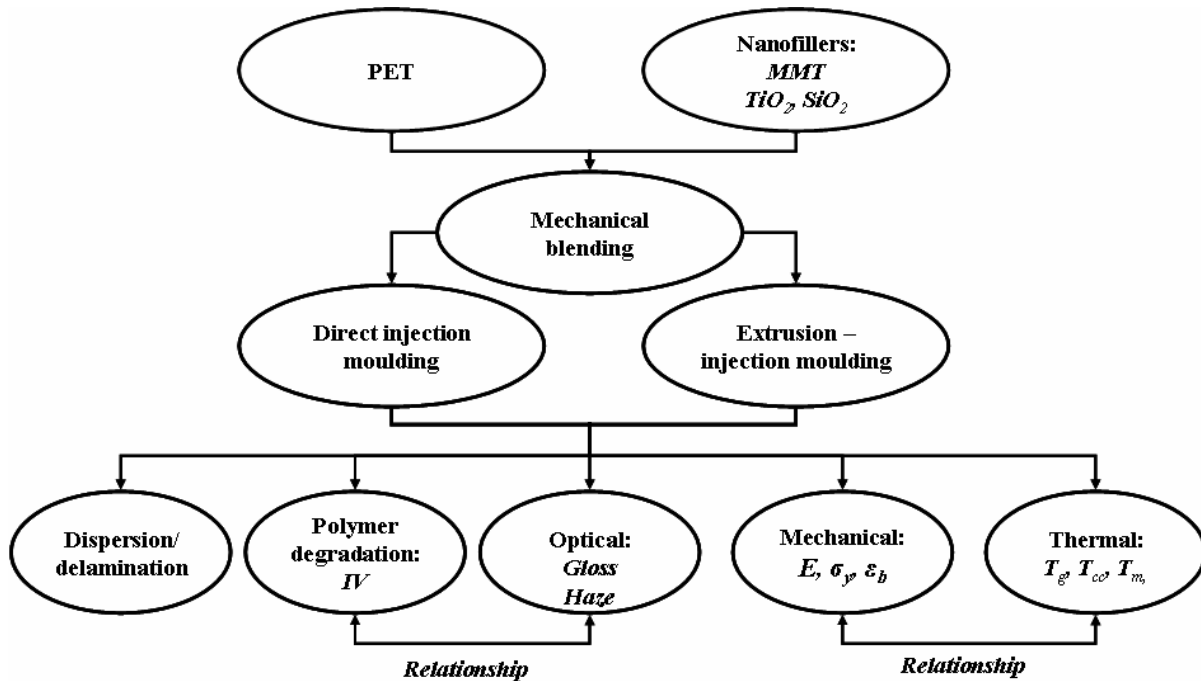 PET
Nanofillers:
MMT
TiO₂, SiO₂
Mechanical
blending
Direct injection
moulding
Extrusion –
injection moulding
Dispersion/
delamination
Polymer
degradation:
IV
Optical:
Gloss
Haze
Mechanical:
E, σy, εb
Thermal:
Tg, Tcc, Tm,
Relationship
Relationship